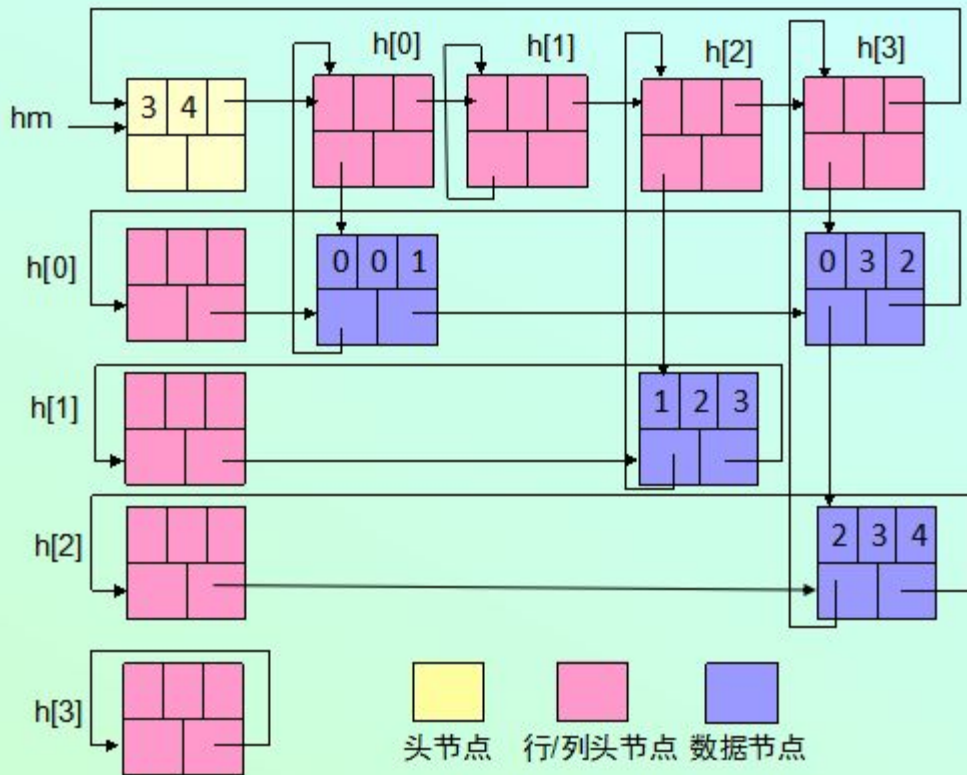 h[0] h[1] h[2] h[3]
hm 3 4
h[0] 0 0 1 0 3 2
h[1] 1 2 3
h[2] 2 3 4
h[3]
头节点 行/列头节点 数据节点